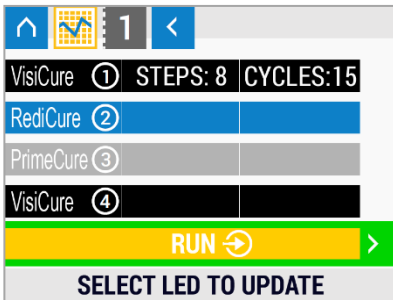 1
VisiCure 1 STEPS: 8 CYCLES:15
RediCure 2
PrimeCure 3
VisiCure 4
RUN
SELECT LED TO UPDATE